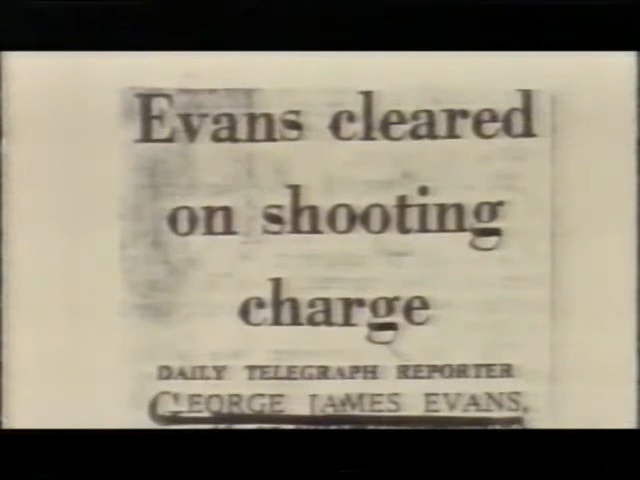 Evans cleared
on shooting
charge
DAILY TELEGRAPH REPORTER
GEORGE JAMES EVANS,